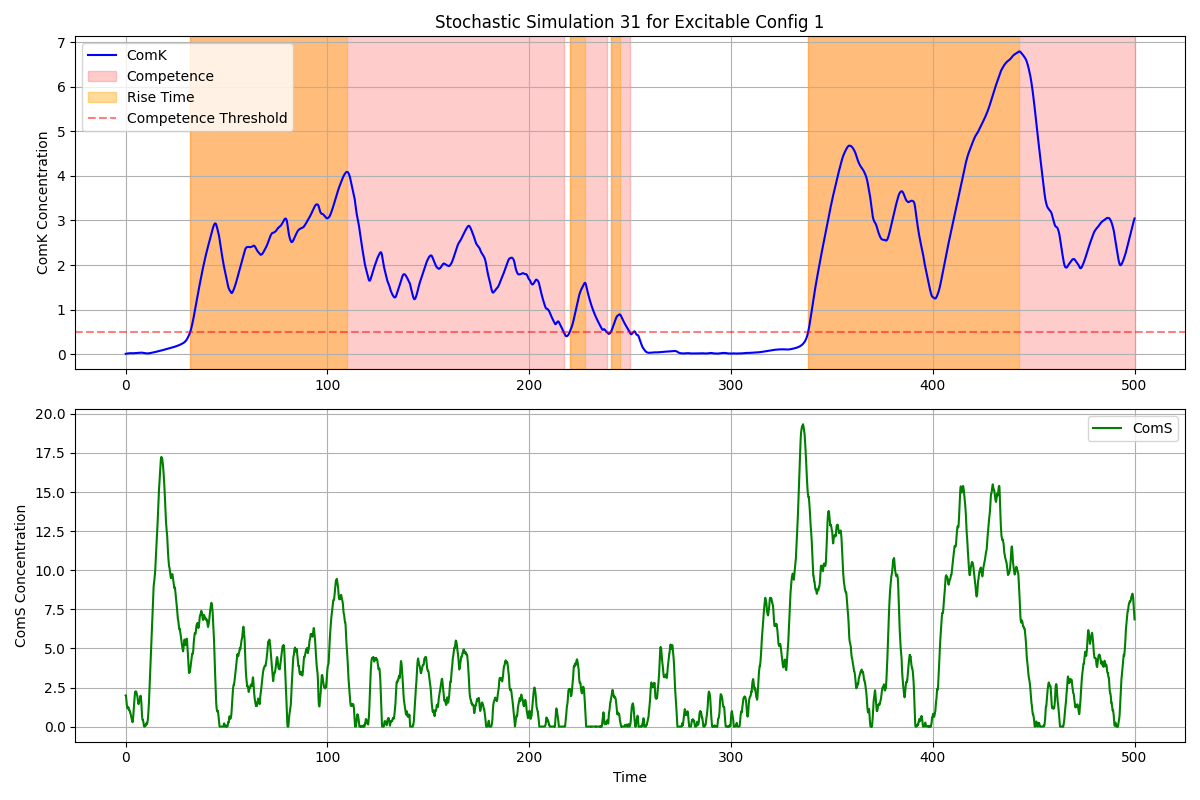 Stochastic Simulation 31 for Excitable Config 1
ComK Concentration
7
6
5
4
3
2
1
0
ComK
Competence
Rise Time
Competence Threshold
0 100 200 300 400 500
ComS Concentration
20.0
17.5
15.0
12.5
10.0
7.5
5.0
2.5
0.0
ComS
0 100 200 300 400 500
Time